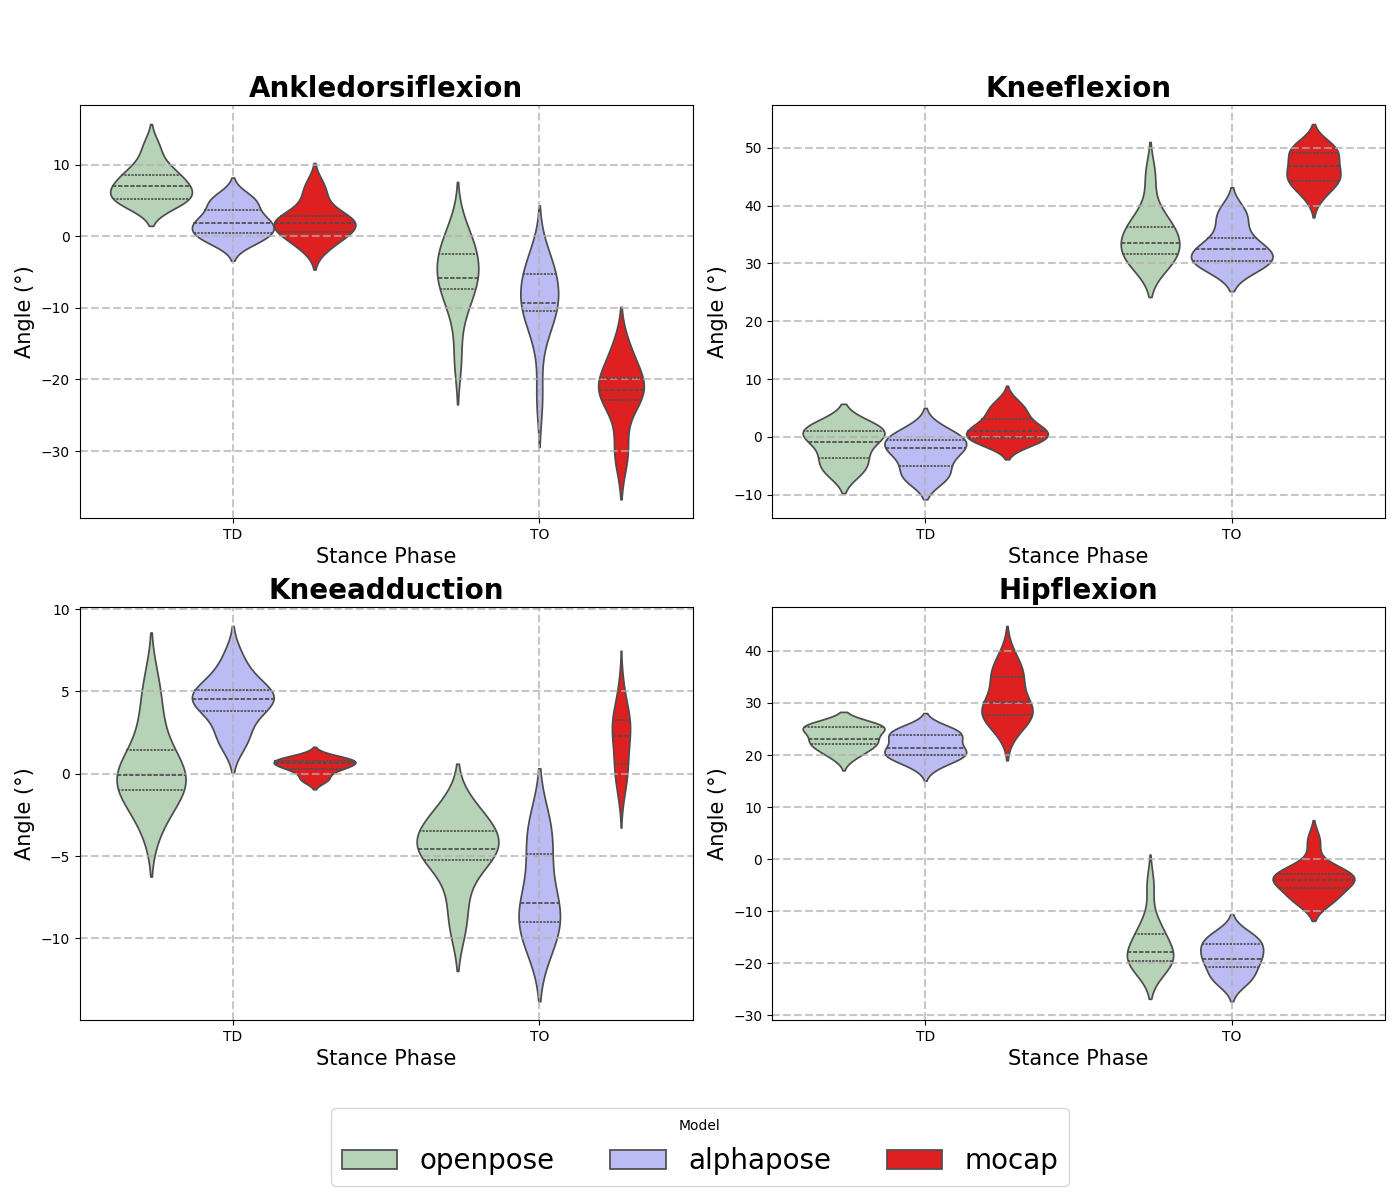 Ankledorsiflexion
10
0
−10
−20
−30
Angle (°)
TD
TO
Stance Phase
Kneeflexion
50
40
30
20
10
0
−10
Angle (°)
TD
TO
Stance Phase
Kneeadduction
10
5
0
−5
−10
Angle (°)
TD
TO
Stance Phase
Hipflexion
40
30
20
10
0
−10
−20
−30
Angle (°)
TD
TO
Stance Phase
Model
openpose alphapose mocap